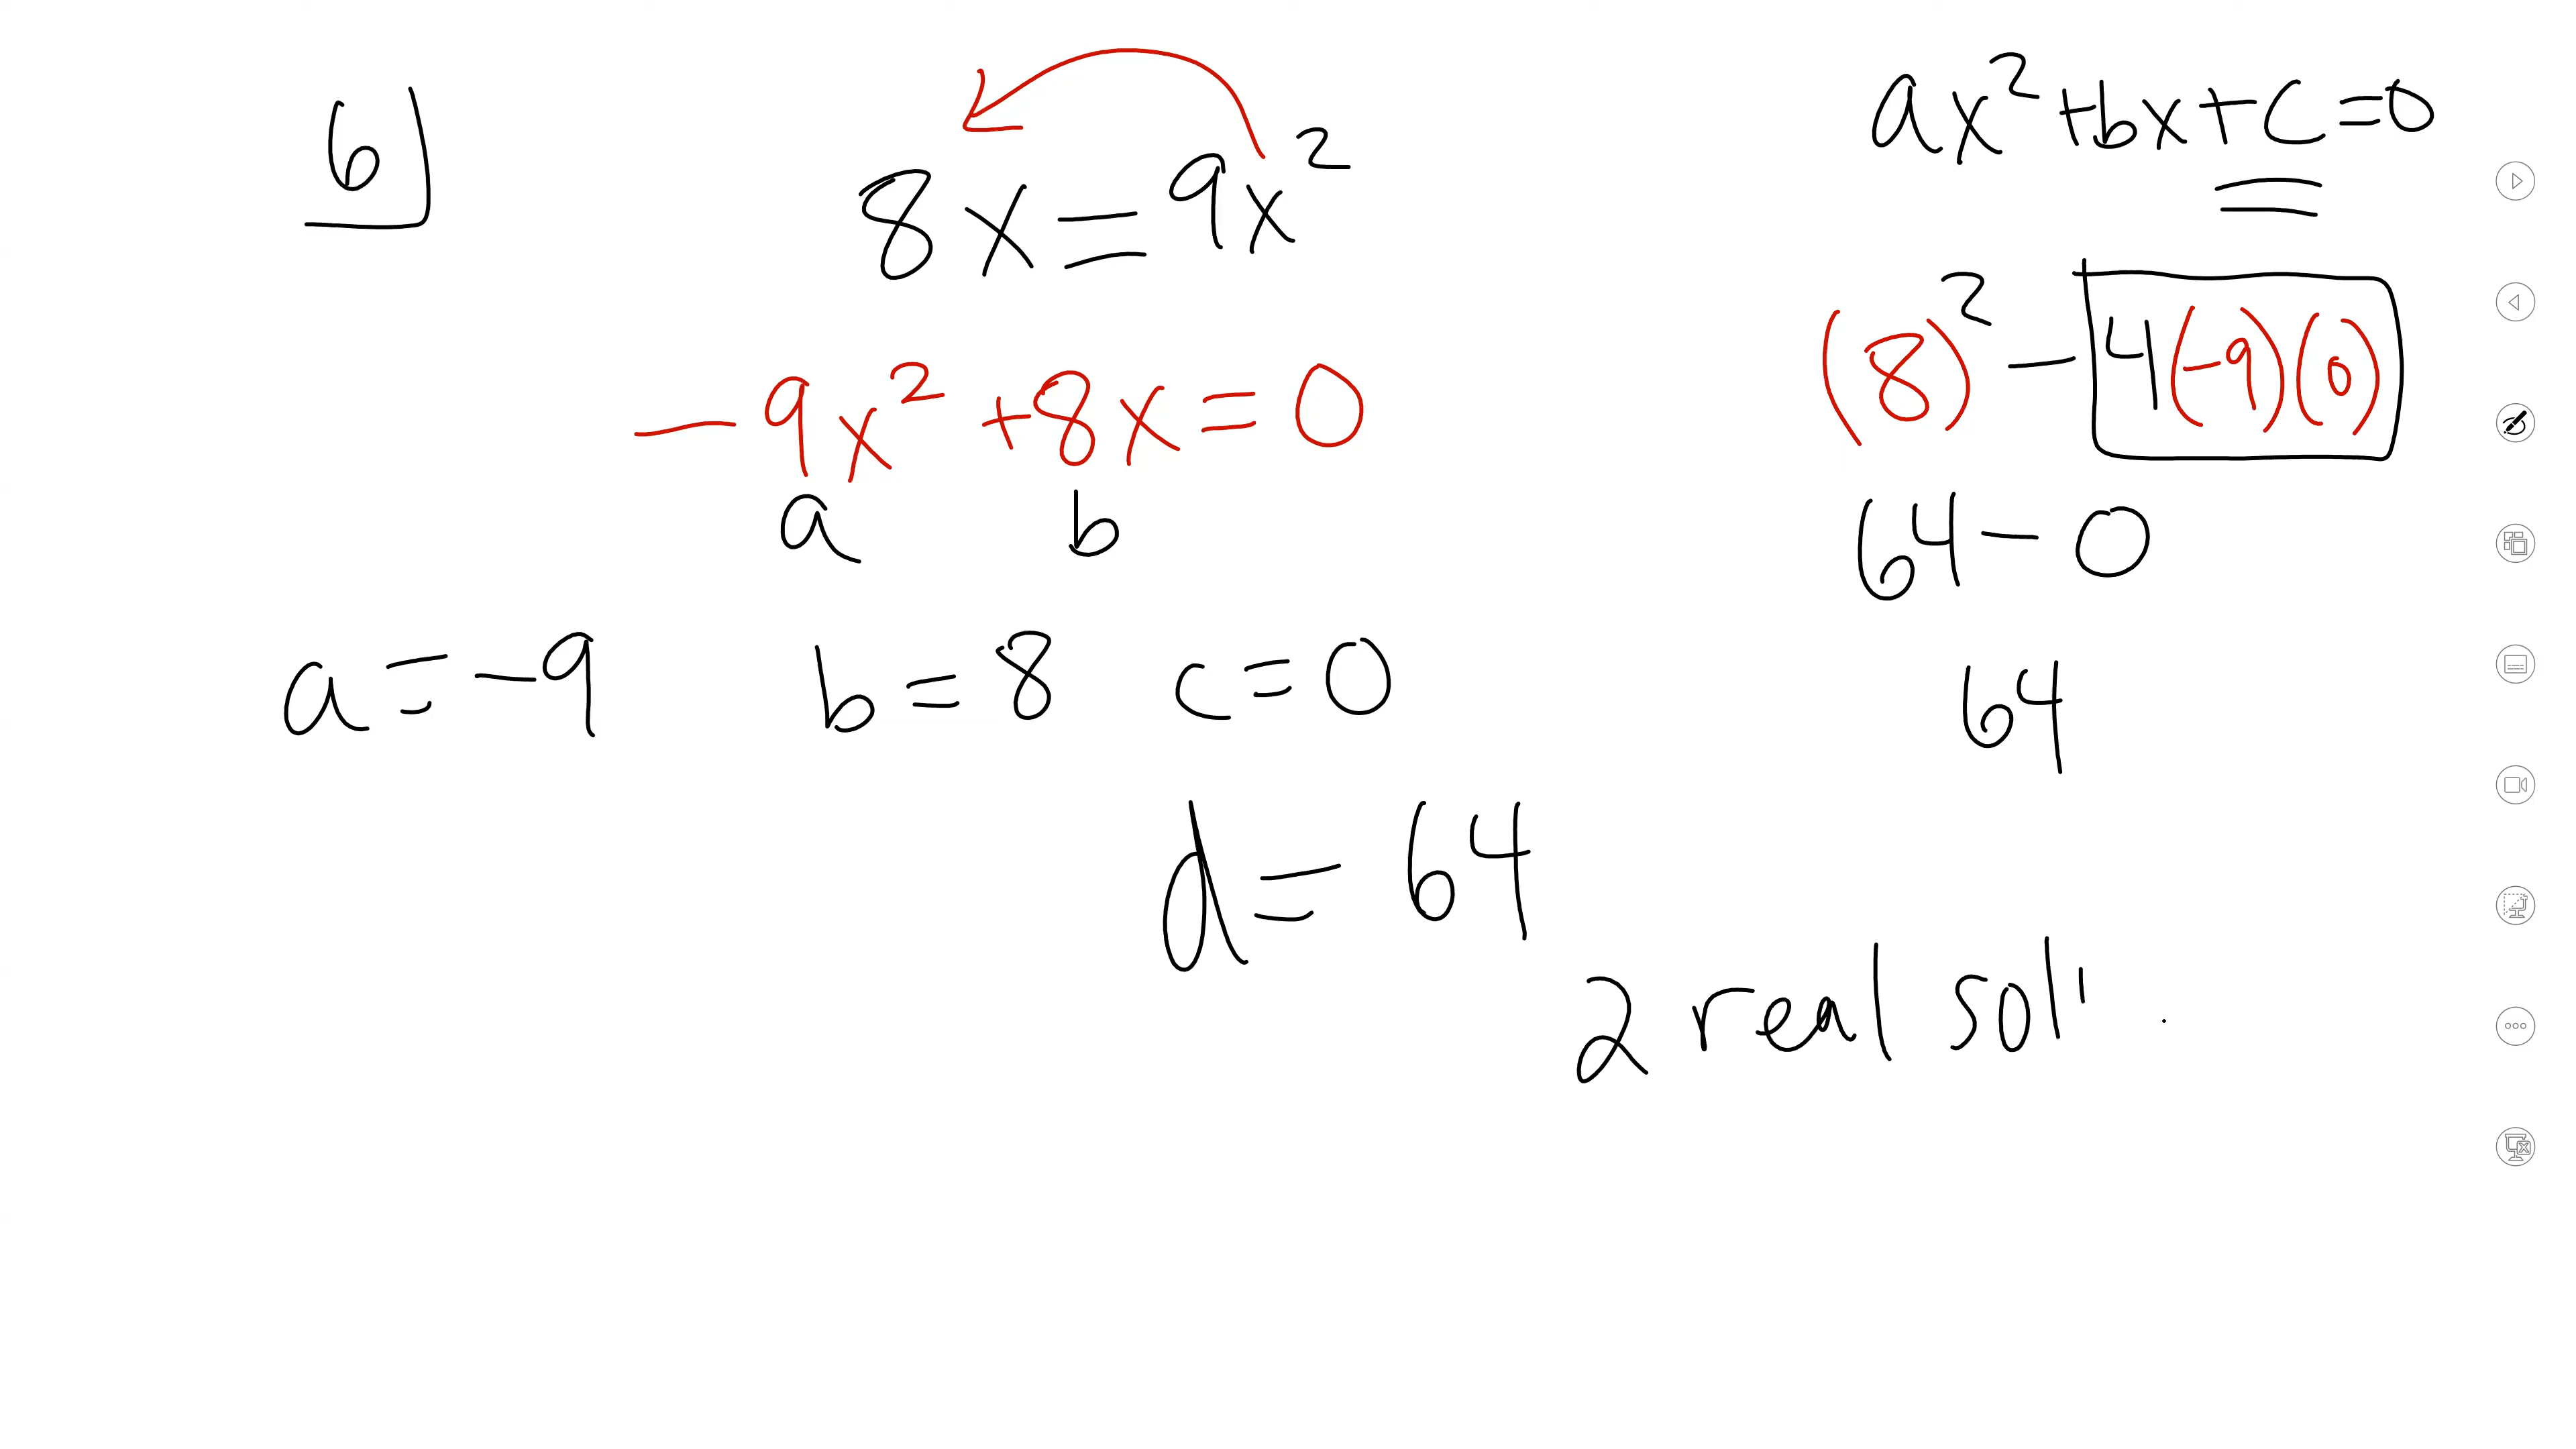 6
8x=9x²
-9x²+8x=0
a b
a=-9 b=8 c=0
d=64
2 real sol'
ax²+bx+c=0
(8)²-4(-9)(0)
64-0
64